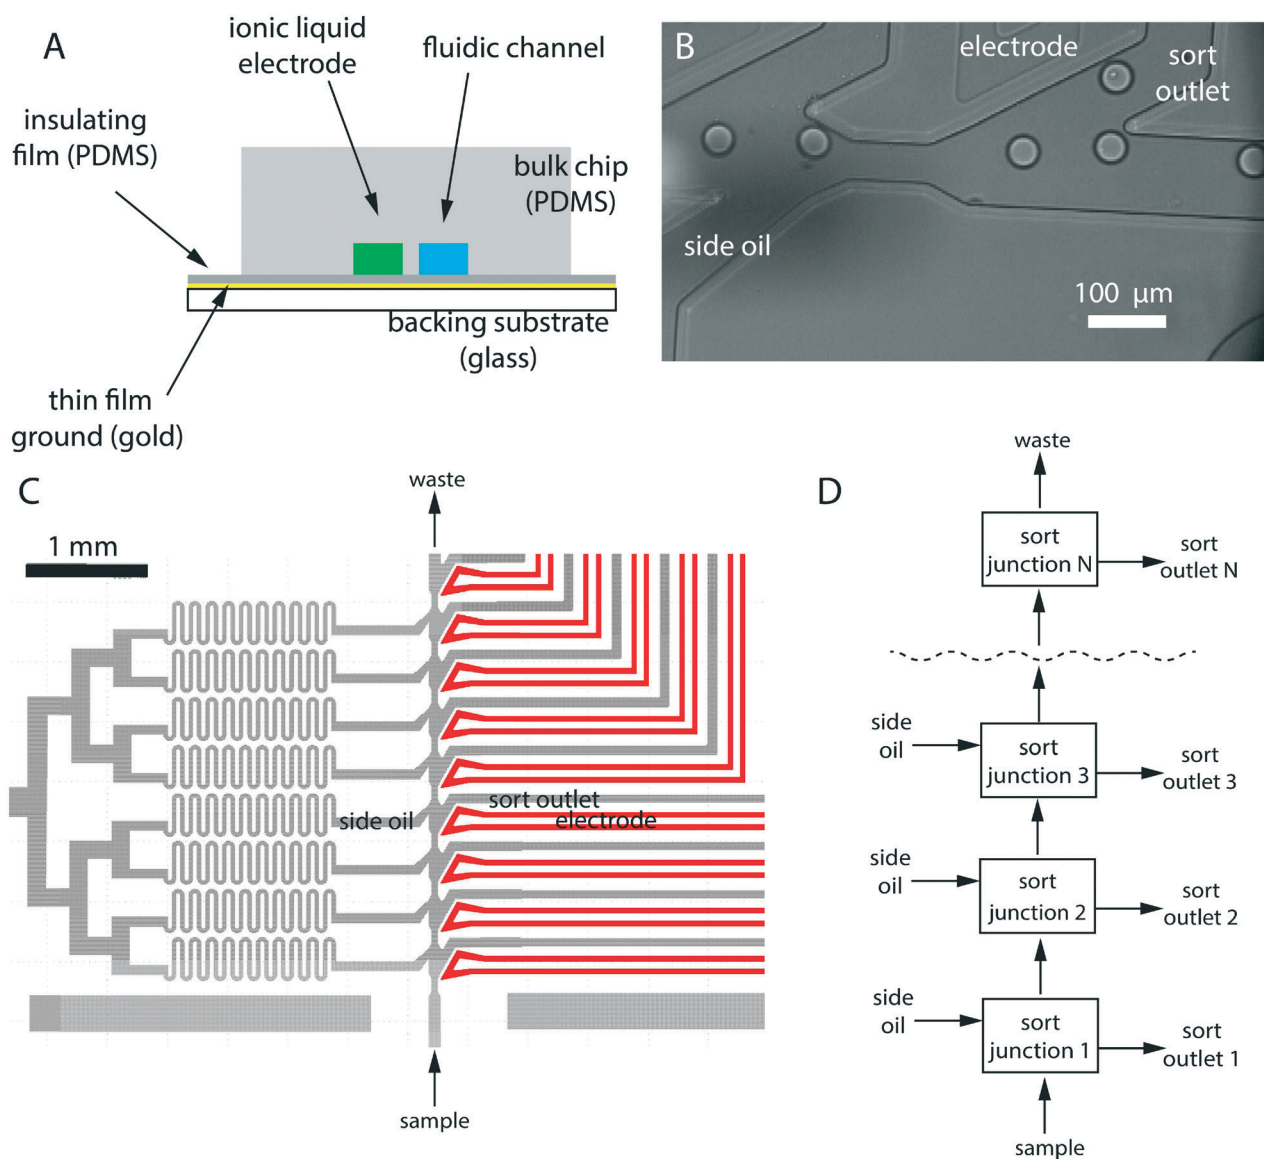 A
ionic liquid
electrode
fluidic channel
insulating
film (PDMS)
bulk chip
(PDMS)
backing substrate
(glass)
thin film
ground (gold)
B
electrode
sort
outlet
side oil
100 µm
C
waste
1 mm
sort outlet
side oil
electrode
sample
D
waste
sort
junction N
sort
outlet N
side
oil
sort
junction 3
sort
outlet 3
side
oil
sort
junction 2
sort
outlet 2
side
oil
sort
junction 1
sort
outlet 1
sample